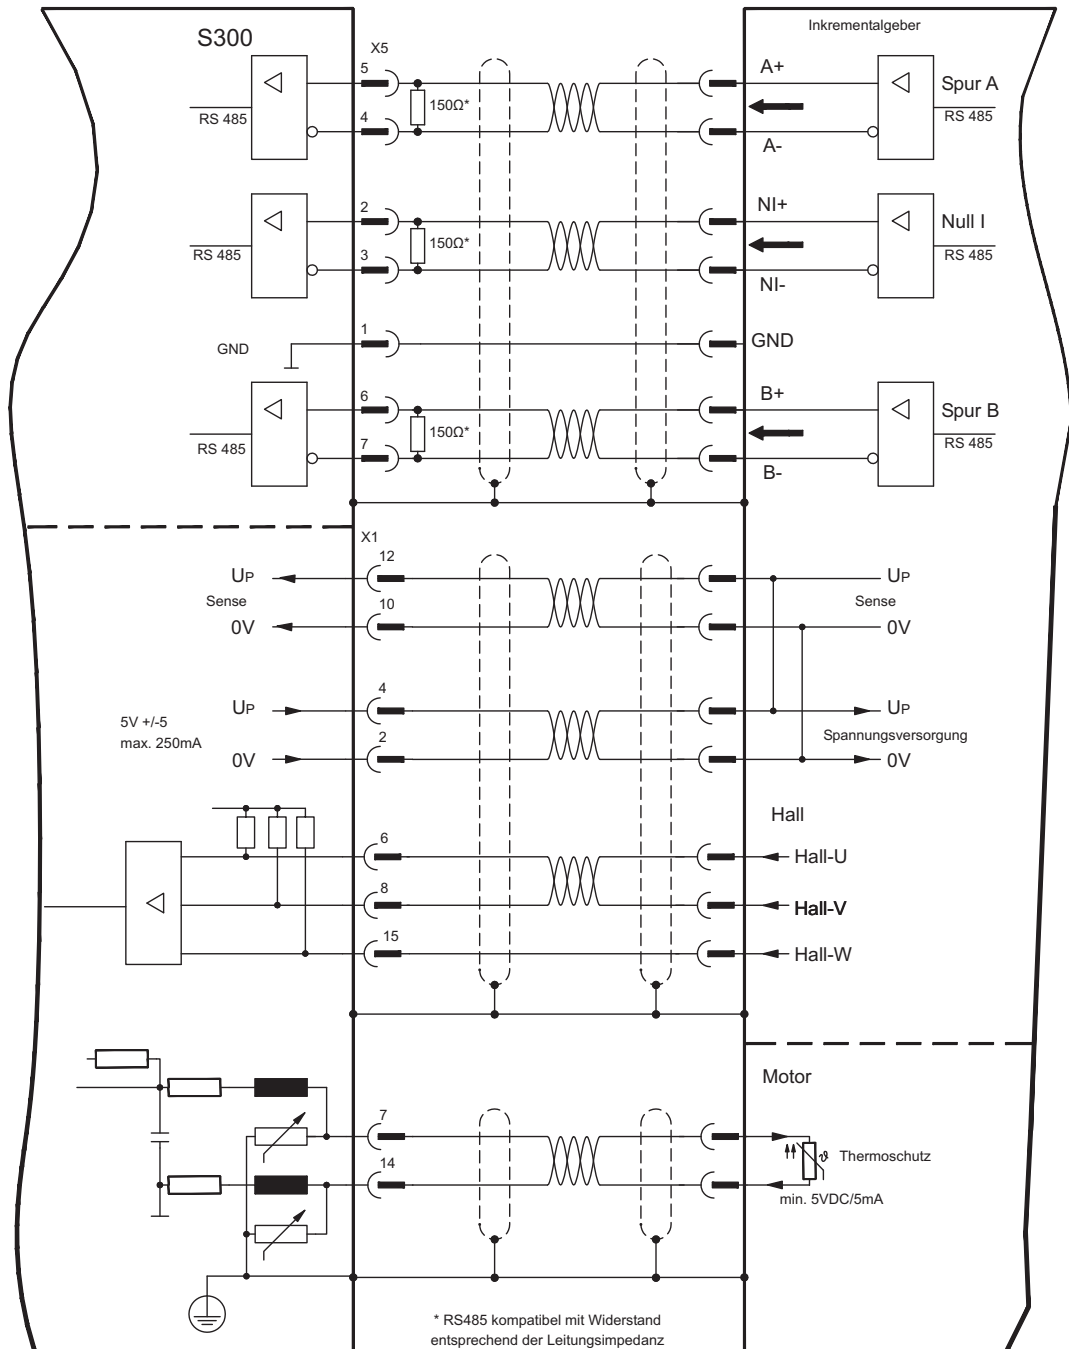 Inkrementalgeber
S300
X5
5
A+
Spur A
RS 485
150Ω*
RS 485
4
A-
2
NI+
Null I
RS 485
150Ω*
RS 485
3
NI-
1
GND
GND
6
B+
Spur B
RS 485
150Ω*
RS 485
7
B-
X1
12
UP
UP
Sense
10
Sense
0V
0V
4
UP
UP
5V +/-5
max. 250mA
Spannungsversorgung
2
0V
0V
Hall
6
Hall-U
8
Hall-V
15
Hall-W
Motor
7
14
ϑ Thermoschutz
min. 5VDC/5mA
* RS485 kompatibel mit Widerstand
entsprechend der Leitungsimpedanz